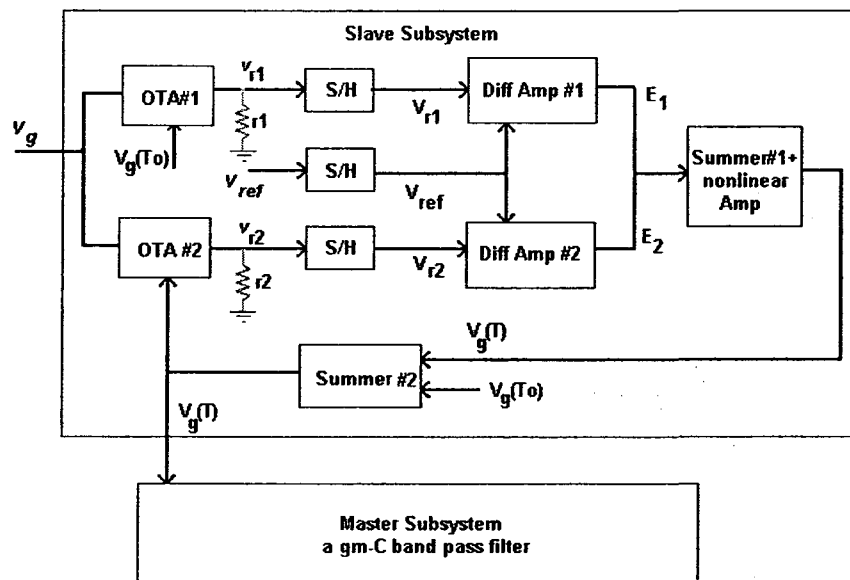 Slave Subsystem
OTA#1
v_r1
S/H
V_r1
Diff Amp #1
E_1
r1
v_g
V_g(To)
v_ref
S/H
V_ref
Summer#1+
nonlinear
Amp
OTA #2
v_r2
S/H
V_r2
Diff Amp #2
E_2
r2
V_g(T)
Summer #2
V_g(To)
V_g(T)
Master Subsystem
a gm-C band pass filter